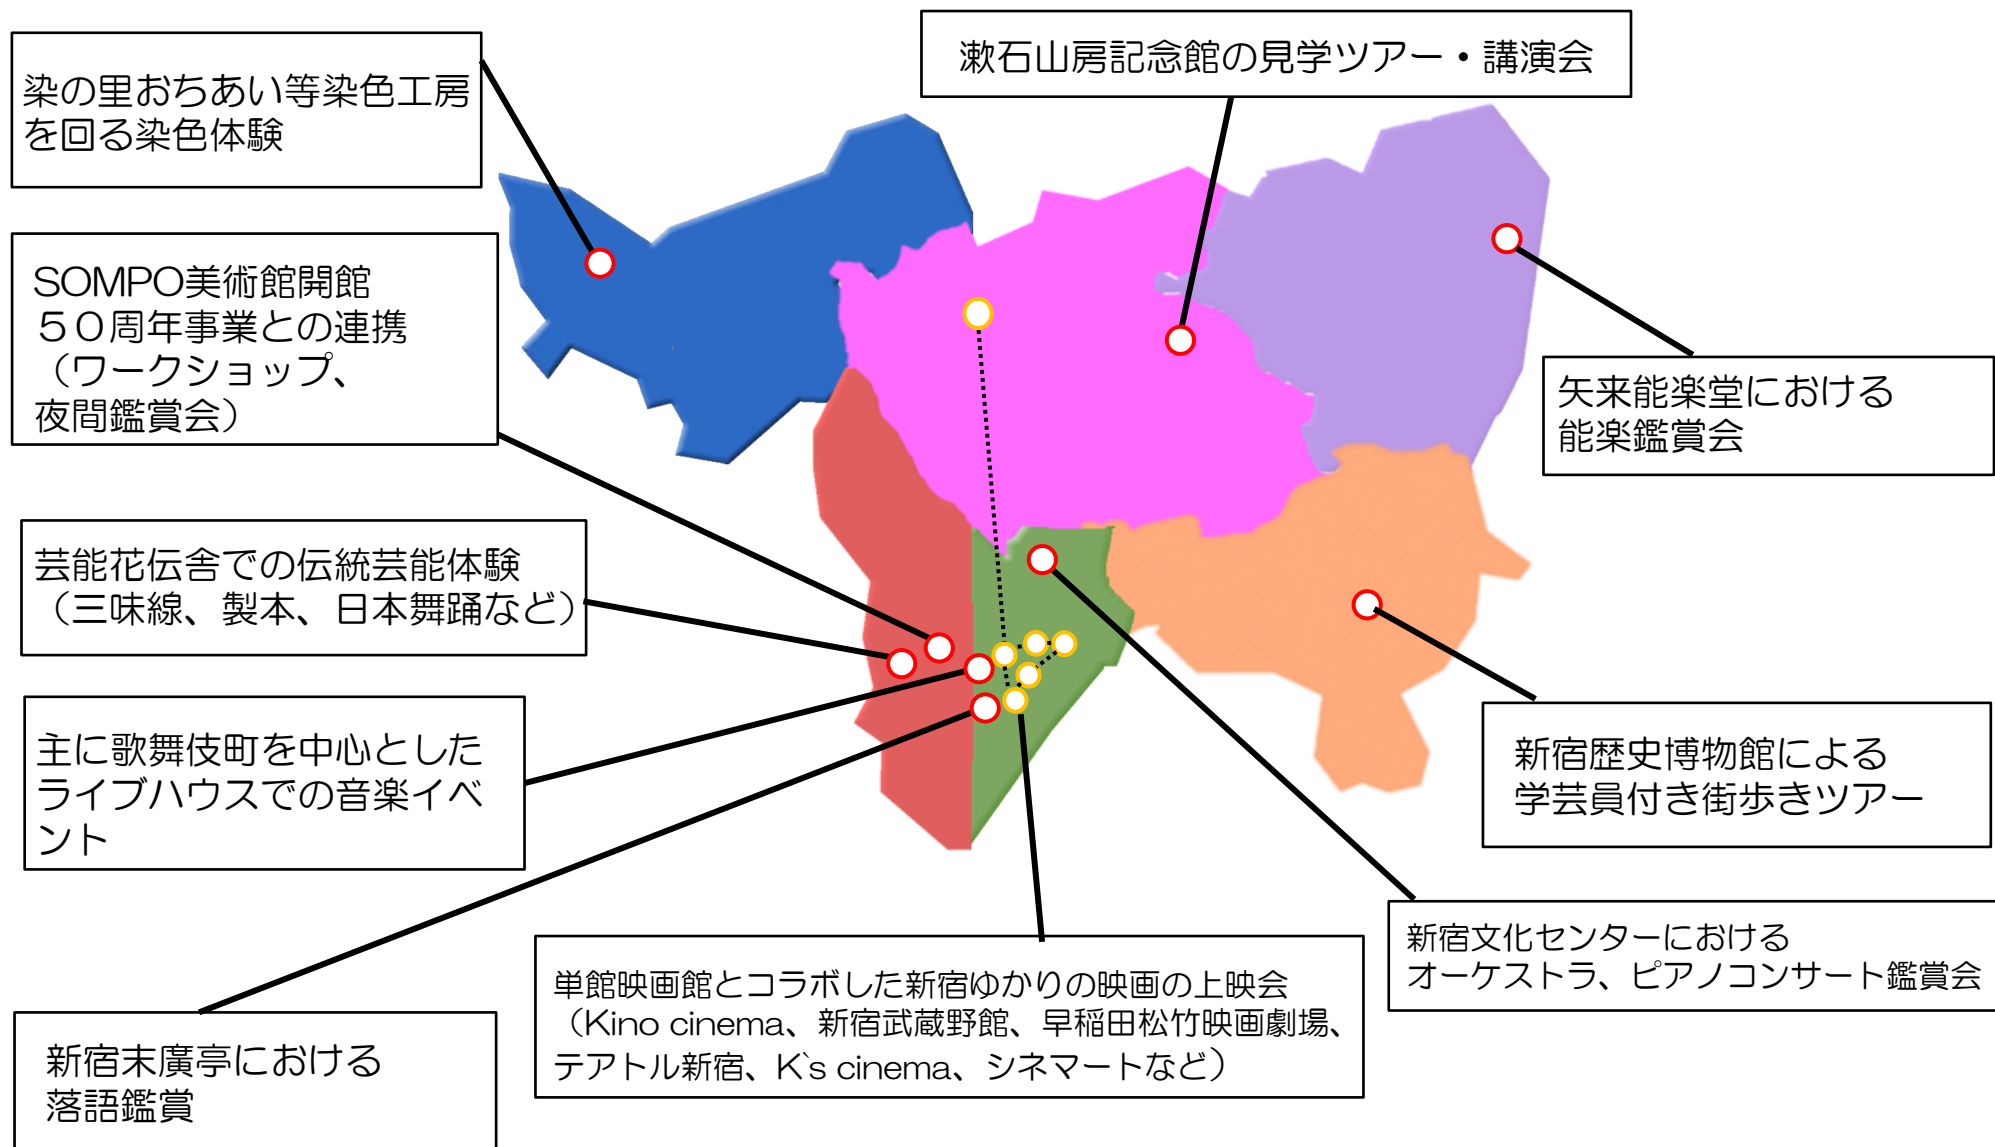 漱石山房記念館の見学ツアー・講演会
染の里おちあい等染色工房
を回る染色体験
SOMPO美術館開館
５０周年事業との連携
（ワークショップ、
夜間鑑賞会）
矢来能楽堂における
能楽鑑賞会
芸能花伝舎での伝統芸能体験
（三味線、製本、日本舞踊など）
主に歌舞伎町を中心とした
ライブハウスでの音楽イベ
ント
新宿歴史博物館による
学芸員付き街歩きツアー
新宿文化センターにおける
オーケストラ、ピアノコンサート鑑賞会
単館映画館とコラボした新宿ゆかりの映画の上映会
（Kino cinema、新宿武蔵野館、早稲田松竹映画劇場、
テアトル新宿、K`s cinema、シネマートなど）
新宿末廣亭における
落語鑑賞